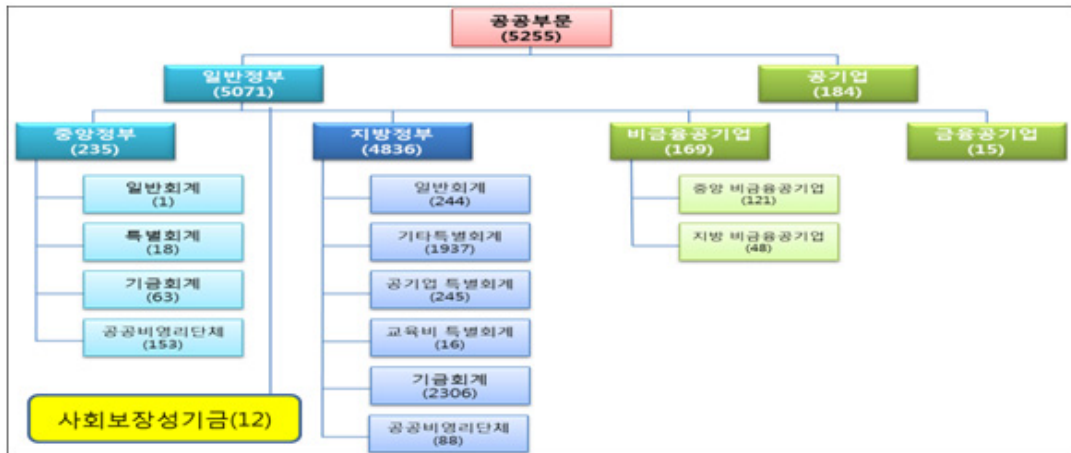 공공부문
(5255)
일반정부
(5071)
공기업
(184)
중앙정부
(235)
지방정부
(4836)
비금융공기업
(169)
금융공기업
(15)
일반회계
(1)
특별회계
(18)
기금회계
(63)
공공비영리단체
(153)
사회보장성기금(12)
일반회계
(244)
기타특별회계
(1937)
공기업 특별회계
(245)
교육비 특별회계
(16)
기금회계
(2306)
공공비영리단체
(88)
중앙 비금융공기업
(121)
지방 비금융공기업
(48)